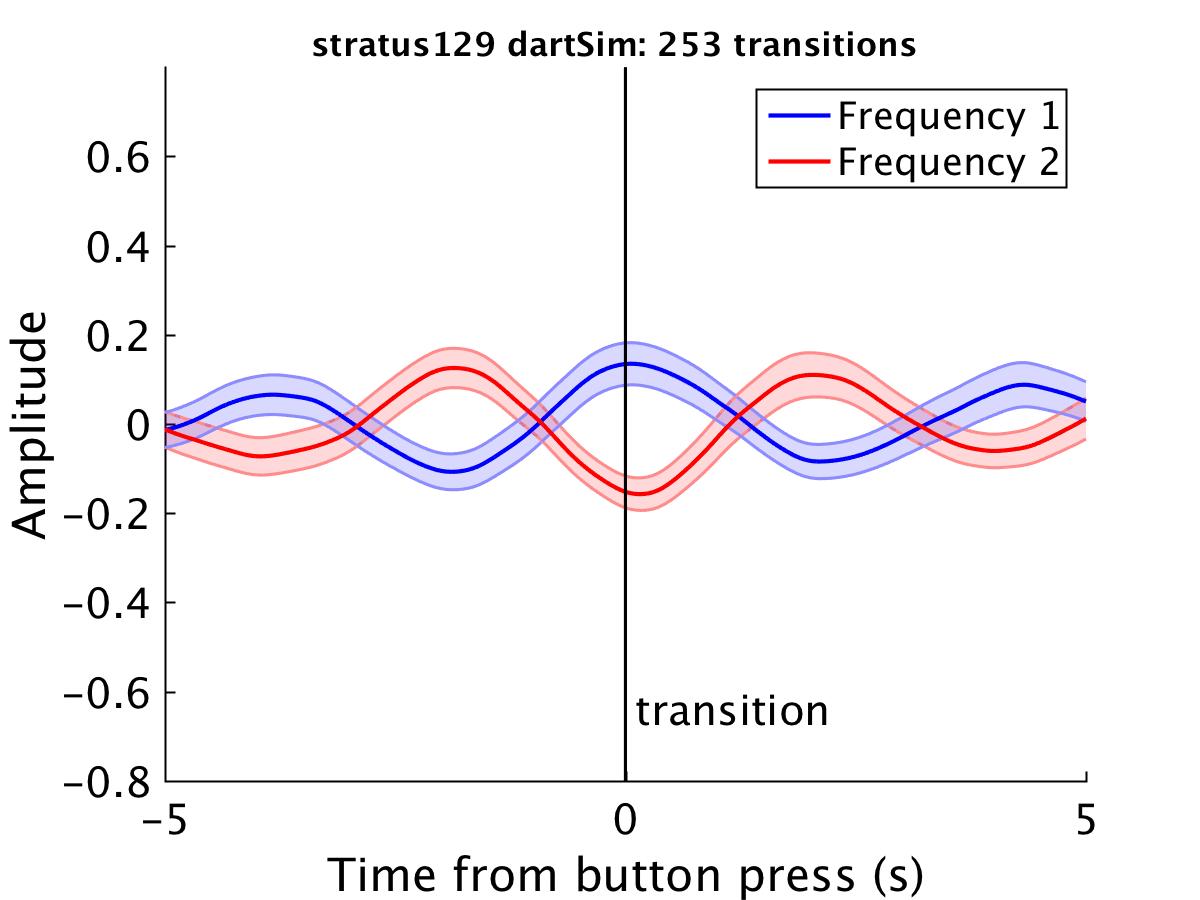 stratus129 dartSim: 253 transitions
Frequency 1
Frequency 2
Amplitude
0.6
0.4
0.2
0
−0.2
−0.4
−0.6
−0.8
transition
−5
0
5
Time from button press (s)